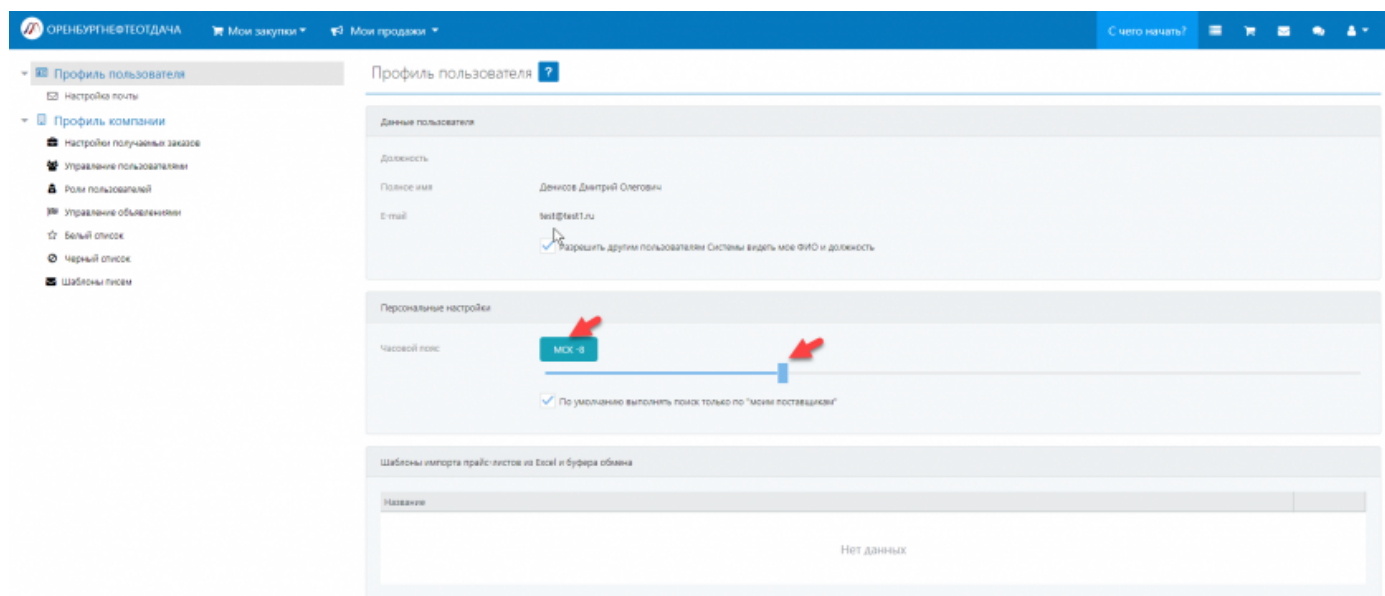 ОРЕНБУРГНЕФТЕОТДАЧА Мои закупки Мои продажи С чего начать?
Профиль пользователя
Настройка почты
Профиль компании
Настройки получаемых заказов
Управление пользователями
Роли пользователей
Управление объявлениями
Белый список
Черный список
Шаблоны писем
Профиль пользователя ?
Данные пользователя
Должность
Полное имя Денисов Дмитрий Олегович
E-mail test@test1.ru
Разрешить другим пользователям Системы видеть мое ФИО и должность
Персональные настройки
Часовой пояс МСК -8
По умолчанию выполнять поиск только по "моим поставщикам"
Шаблоны импорта прайс-листов из Excel и буфера обмена
Название
Нет данных